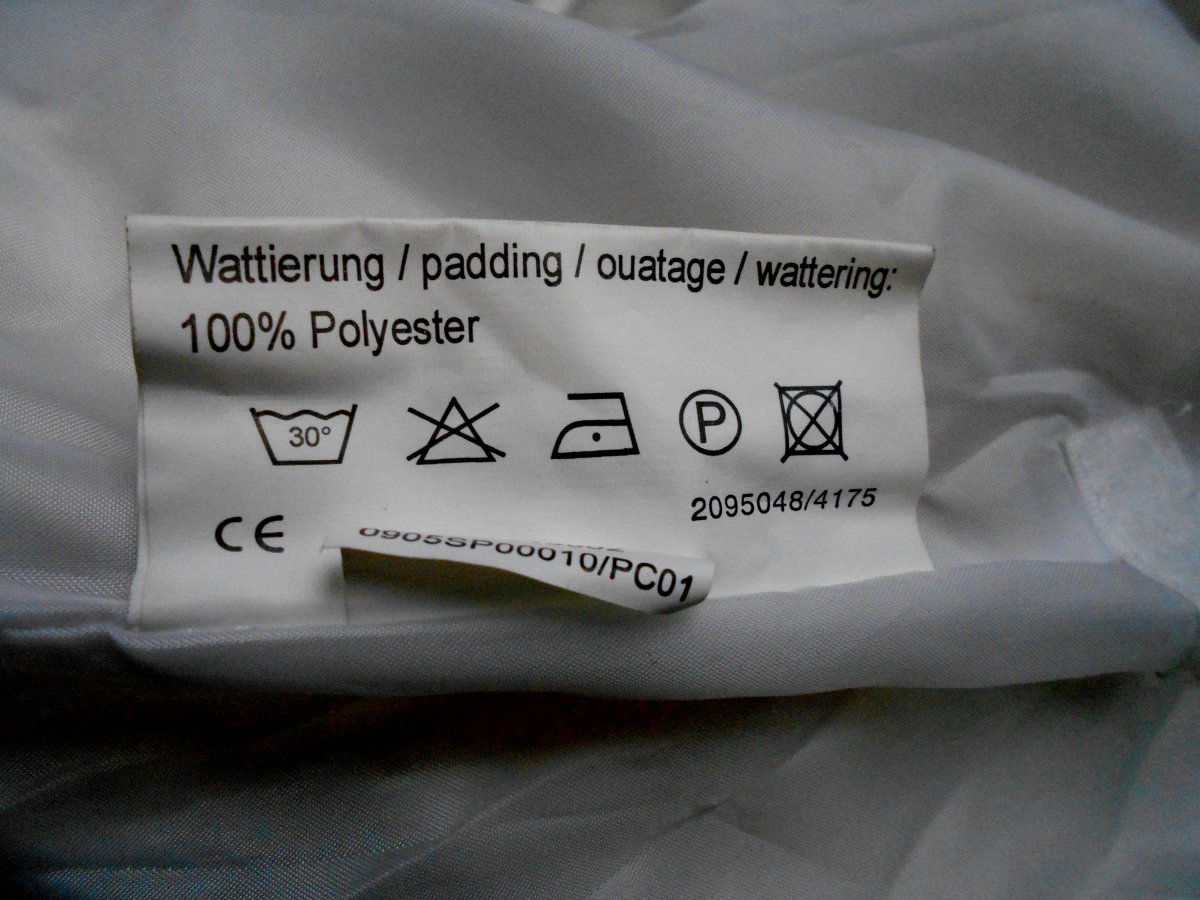 Wattierung / padding / ouatage / wattering:
100% Polyester
30°
P
2095048/4175
CE
0905SP00010/PC01